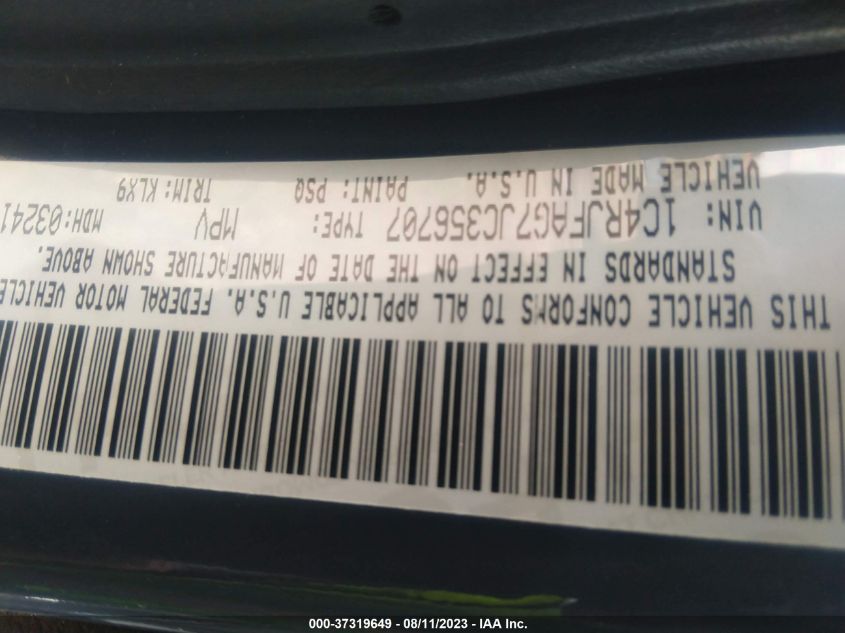 THIS VEHICLE CONFORMS TO ALL APPLICABLE U.S.A. FEDERAL MOTOR VEHICLE
STANDARDS IN EFFECT ON THE DATE OF MANUFACTURE SHOWN ABOVE.
VIN: 1C4RJFAG7JC356707 TYPE: MPV MDH:03241
VEHICLE MADE IN U.S.A. PAINT: PSQ TRIM: KLX9
000-37319649 - 08/11/2023 - IAA Inc.